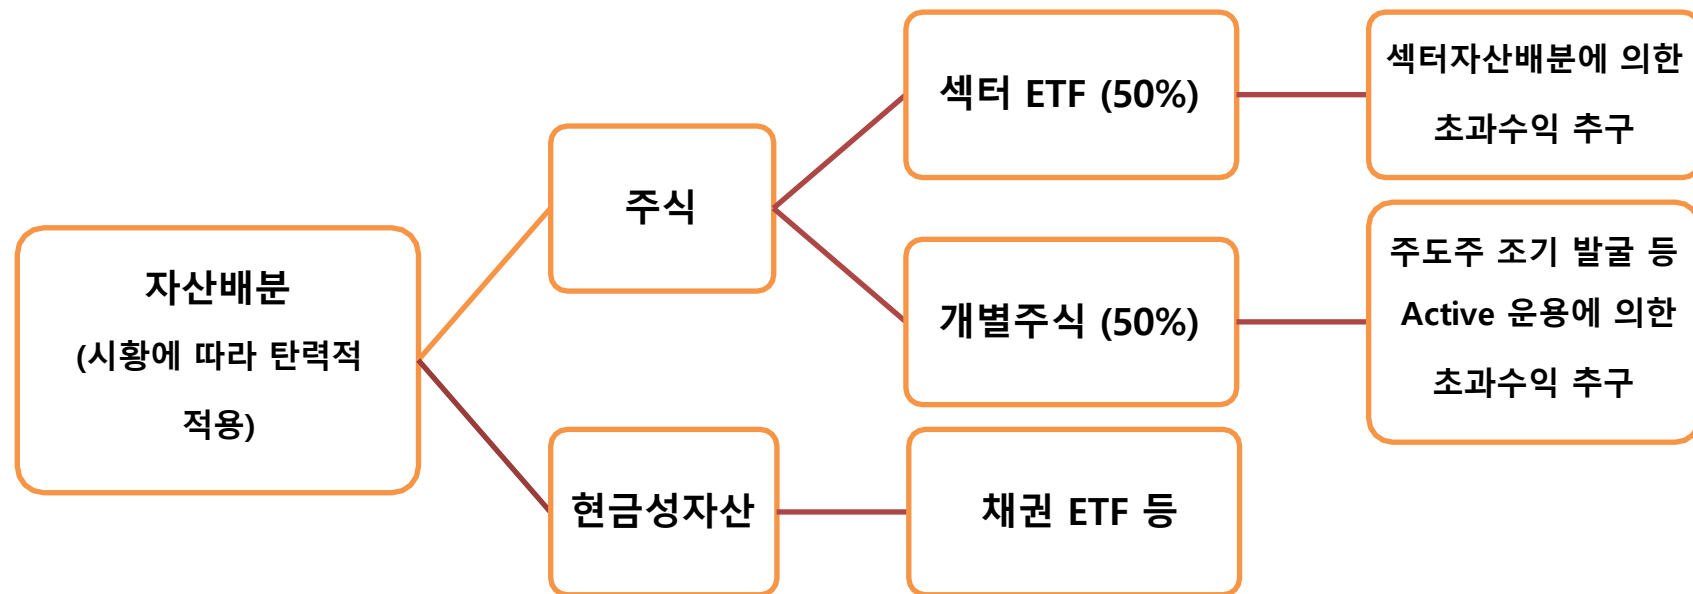 자산배분
(시황에 따라 탄력적
적용)
주식
현금성자산
섹터 ETF (50%)
개별주식 (50%)
채권 ETF 등
섹터자산배분에 의한
초과수익 추구
주도주 조기 발굴 등
Active 운용에 의한
초과수익 추구